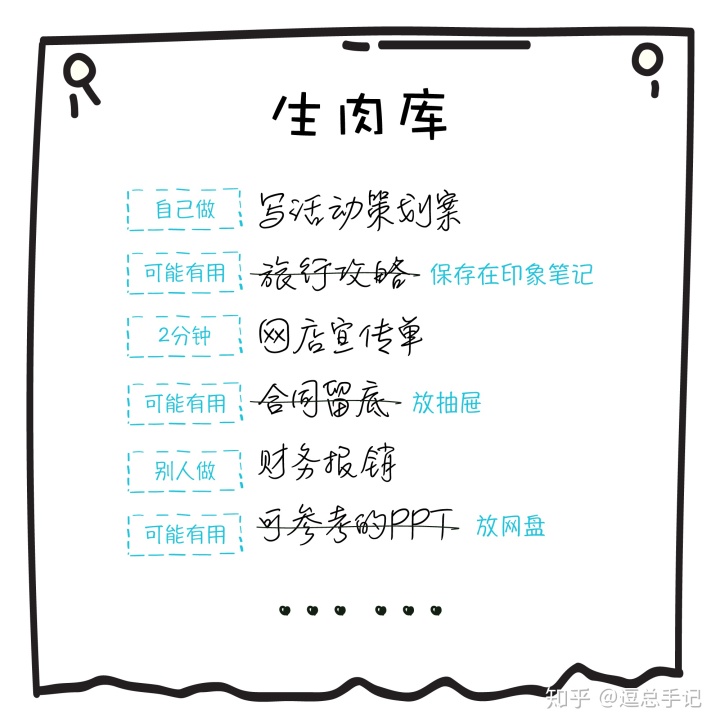 生肉库
自己做 写活动策划案
可能有用 旅行攻略 保存在印象笔记
2分钟 网店宣传单
可能有用 合同留底 放抽屉
别人做 财务报销
可能有用 可参考的PPT 放网盘
知乎 @逗总手记